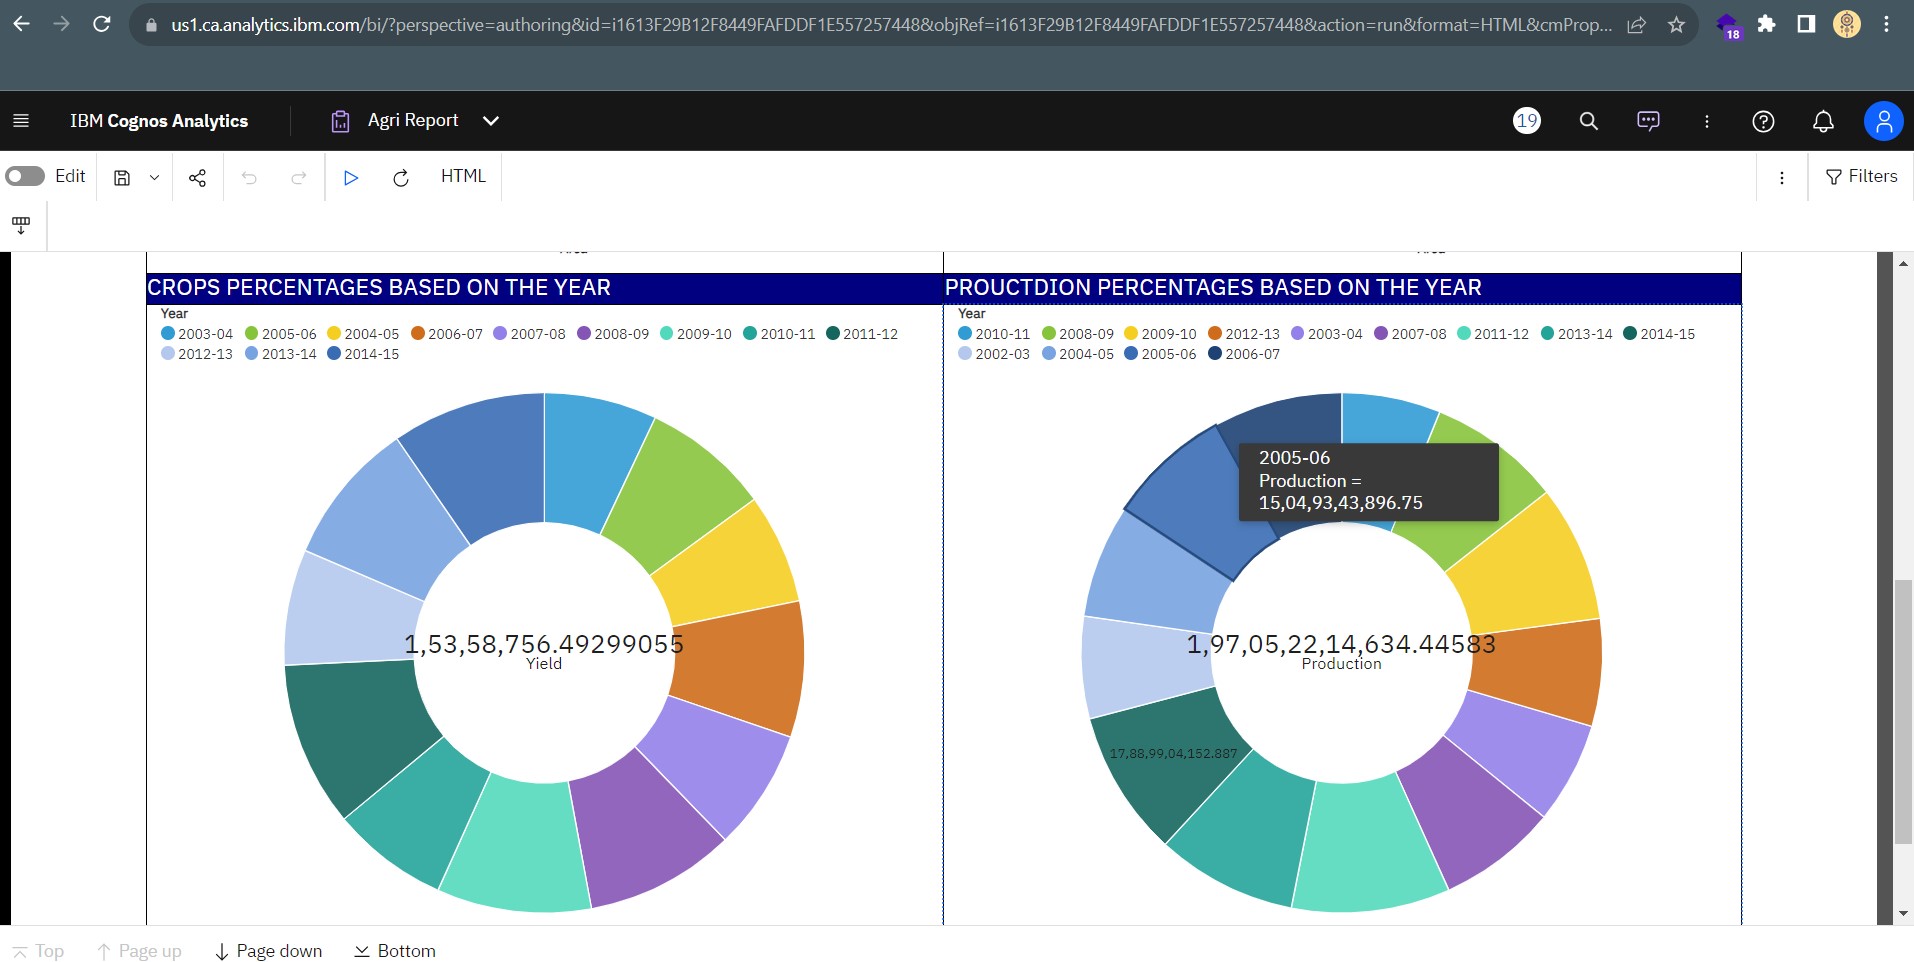 us1.ca.analytics.ibm.com/bi/?perspective=authoring&id=i1613F29B12F8449FAFDDF1E557257448&objRef=i1613F29B12F8449FAFDDF1E557257448&action=run&format=HTML&cmProp...
18
IBM Cognos Analytics
Agri Report
19
Edit
HTML
Filters
CROPS PERCENTAGES BASED ON THE YEAR
Year
2003-04 2005-06 2004-05 2006-07 2007-08 2008-09 2009-10 2010-11 2011-12
2012-13 2013-14 2014-15
1,53,58,756.49299055
Yield
PROUCTDION PERCENTAGES BASED ON THE YEAR
Year
2010-11 2008-09 2009-10 2012-13 2003-04 2007-08 2011-12 2013-14 2014-15
2002-03 2004-05 2005-06 2006-07
2005-06
Production =
15,04,93,43,896.75
1,97,05,22,14,634.44583
Production
17,88,99,04,152.887
Top Page up Page down Bottom